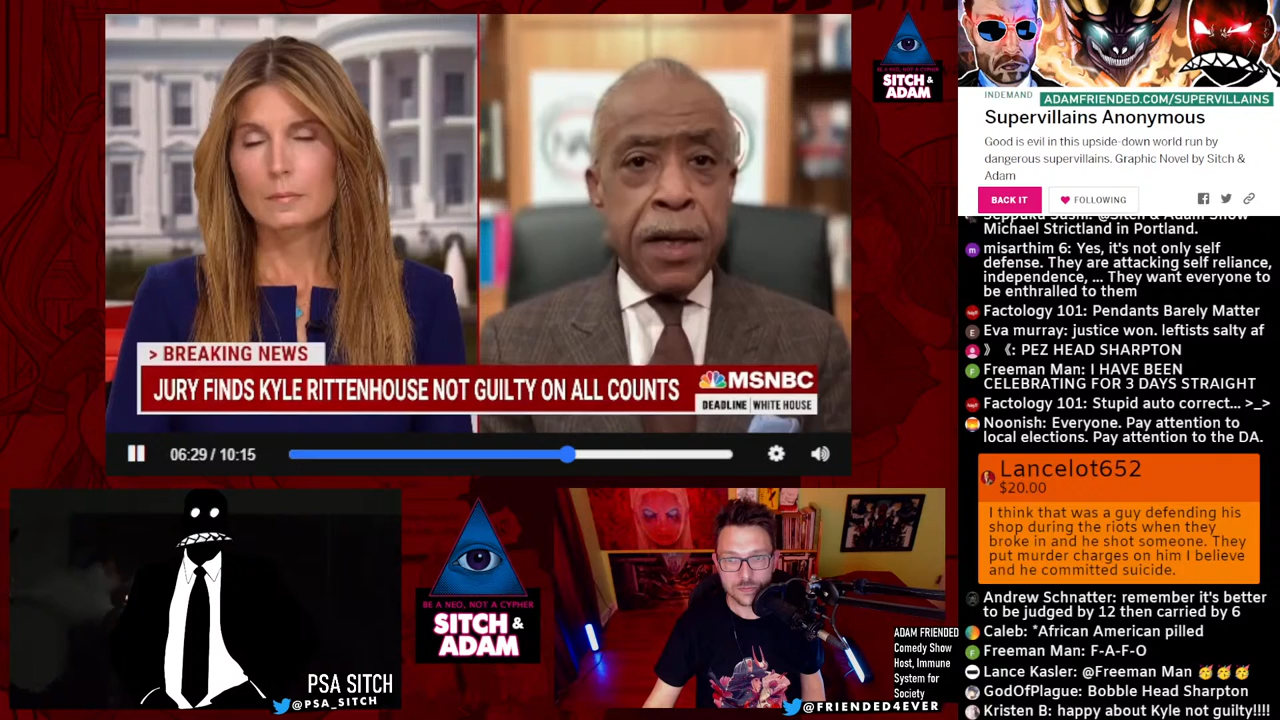 BE A NEO, NOT A CYPHER
SITCH &
ADAM
> BREAKING NEWS
JURY FINDS KYLE RITTENHOUSE NOT GUILTY ON ALL COUNTS
MSNBC
DEADLINE | WHITE HOUSE
06:29 / 10:15
PSA SITCH
@PSA_SITCH
BE A NEO, NOT A CYPHER
SITCH &
ADAM
ADAM FRIENDED
Comedy Show
Host, Immune
System for
Society
@FRIENDED4EVER
INDEMAND
ADAMFRIENDED.COM/SUPERVILLAINS
Supervillains Anonymous
Good is evil in this upside-down world run by
dangerous supervillains. Graphic Novel by Sitch &
Adam
BACK IT
FOLLOWING
Seppuku Sushi: @Sitch & Adam Show
Michael Strictland in Portland.
misarthim 6: Yes, it's not only self
defense. They are attacking self reliance,
independence, ... They want everyone to
be enthralled to them
Factology 101: Pendants Barely Matter
Eva murray: justice won. leftists salty af
》 《: PEZ HEAD SHARPTON
Freeman Man: I HAVE BEEN
CELEBRATING FOR 3 DAYS STRAIGHT
Factology 101: Stupid auto correct... >_>
Noonish: Everyone. Pay attention to
local elections. Pay attention to the DA.
Lancelot652
$20.00
I think that was a guy defending his
shop during the riots when they
broke in and he shot someone. They
put murder charges on him I believe
and he committed suicide.
Andrew Schnatter: remember it's better
to be judged by 12 then carried by 6
Caleb: *African American pilled
Freeman Man: F-A-F-O
Lance Kasler: @Freeman Man 🥳🥳🥳
GodOfPlague: Bobble Head Sharpton
Kristen B: happy about Kyle not guilty!!!!